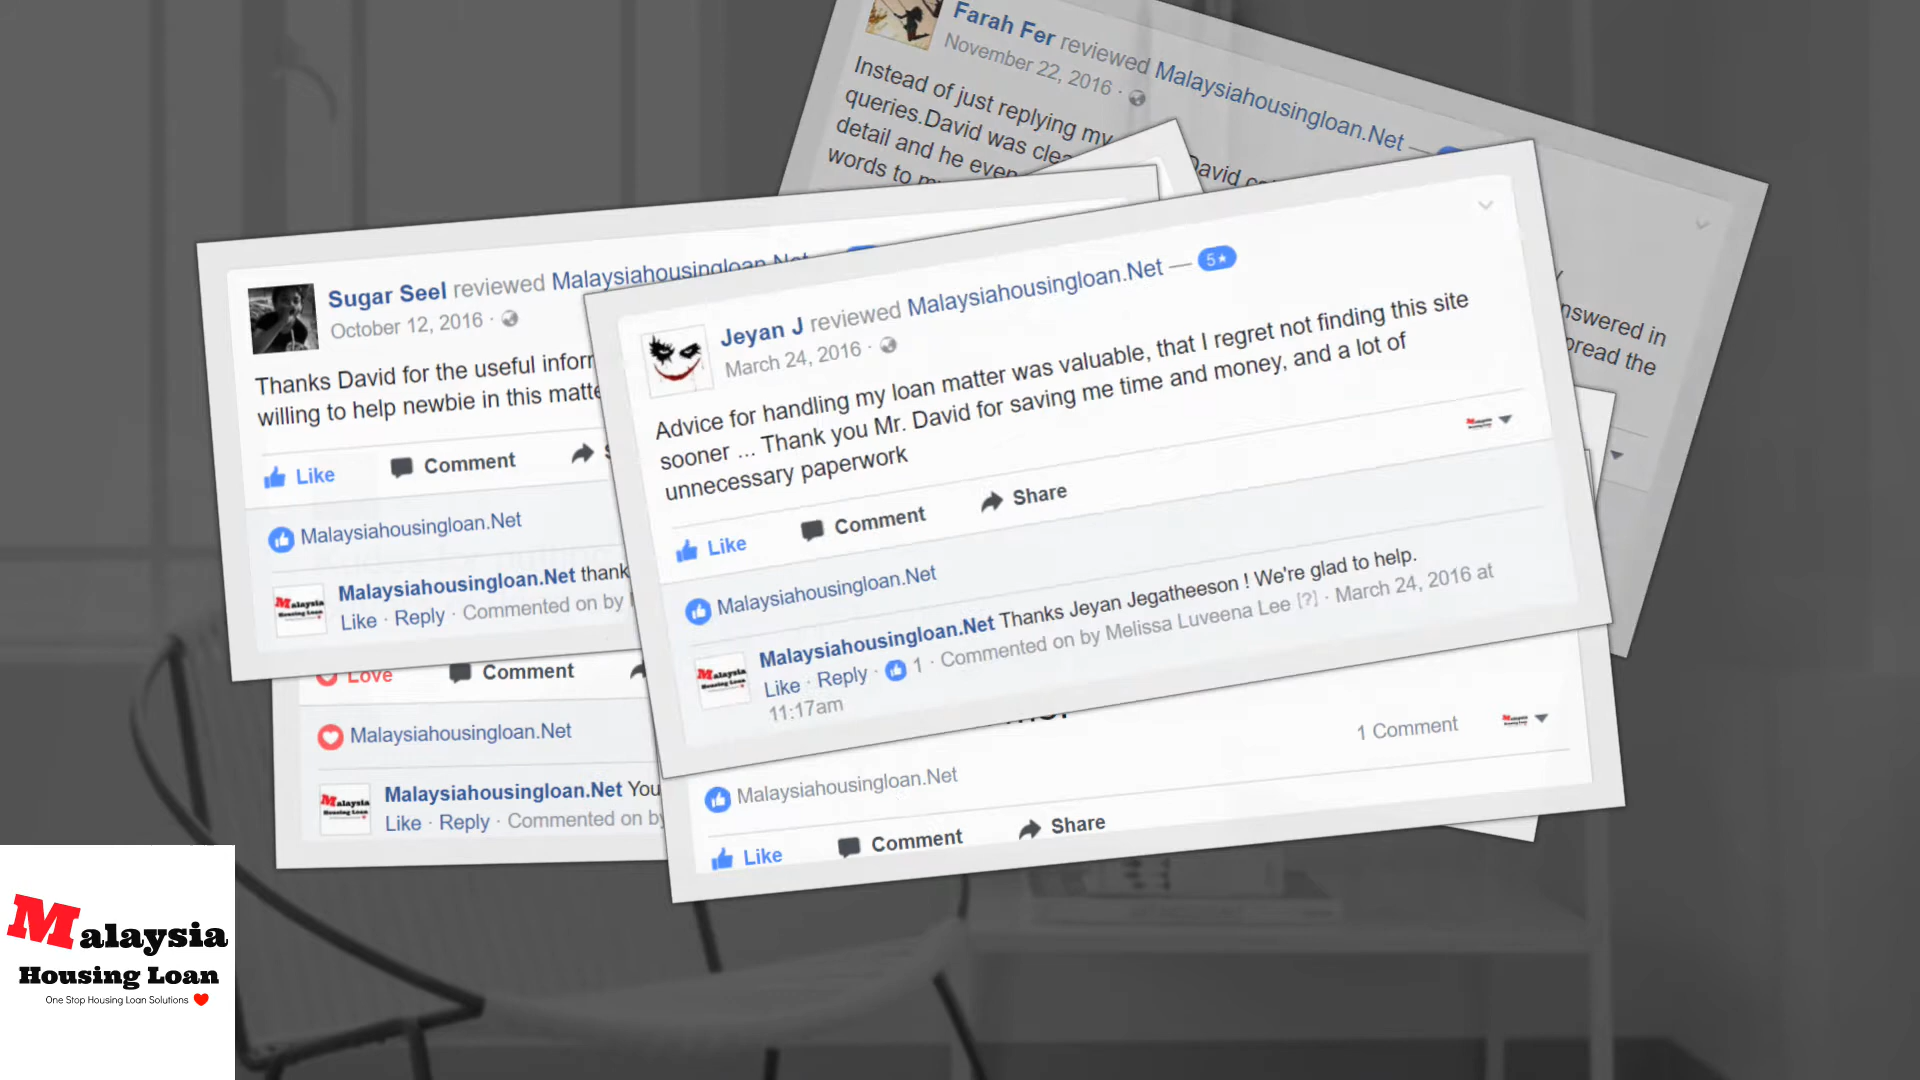 Farah Fer reviewed Malaysiahousingloan.Net —
November 22, 2016 ·
Instead of just replying my
David
queries.David was
detail and he even
words to
in
the
Sugar Seel reviewed Malaysiahousingloan.Net
October 12, 2016 ·
Thanks David for the useful
willing to help newbie in this
Like Comment
Malaysiahousingloan.Net
Malaysiahousingloan.Net thank
Like · Reply · Commented on by
Love Comment
Malaysiahousingloan.Net
Malaysiahousingloan.Net You
Like · Reply · Commented on by
Jeyan J reviewed Malaysiahousingloan.Net — 5★
March 24, 2016 ·
Advice for handling my loan matter was valuable, that I regret not finding this site
sooner ... Thank you Mr. David for saving me time and money, and a lot of
unnecessary paperwork
Like Comment Share
Malaysiahousingloan.Net
Malaysiahousingloan.Net Thanks Jeyan Jegatheeson ! We're glad to help.
Like · Reply · 1 · Commented on by Melissa Luveena Lee [?] · March 24, 2016 at
11:17am
1 Comment
Malaysiahousingloan.Net
Like Comment Share
Malaysia
Housing Loan
One Stop Housing Loan Solutions